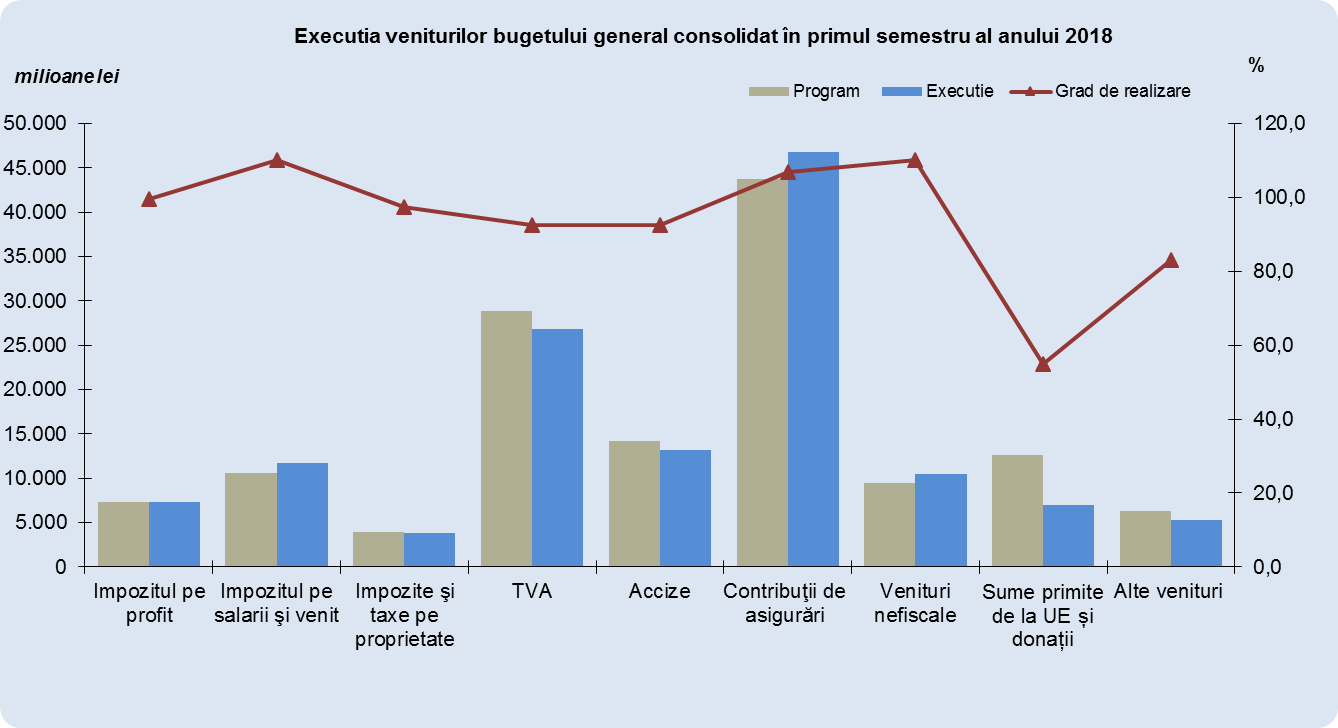 Executia veniturilor bugetului general consolidat în primul semestru al anului 2018
milioane lei
%
Program
Executie
Grad de realizare
50.000
45.000
40.000
35.000
30.000
25.000
20.000
15.000
10.000
5.000
0
120,0
100,0
80,0
60,0
40,0
20,0
0,0
Impozitul pe
profit
Impozitul pe
salarii şi venit
Impozite şi
taxe pe
proprietate
TVA
Accize
Contribuţii de
asigurări
Venituri
nefiscale
Sume primite
de la UE și
donații
Alte venituri